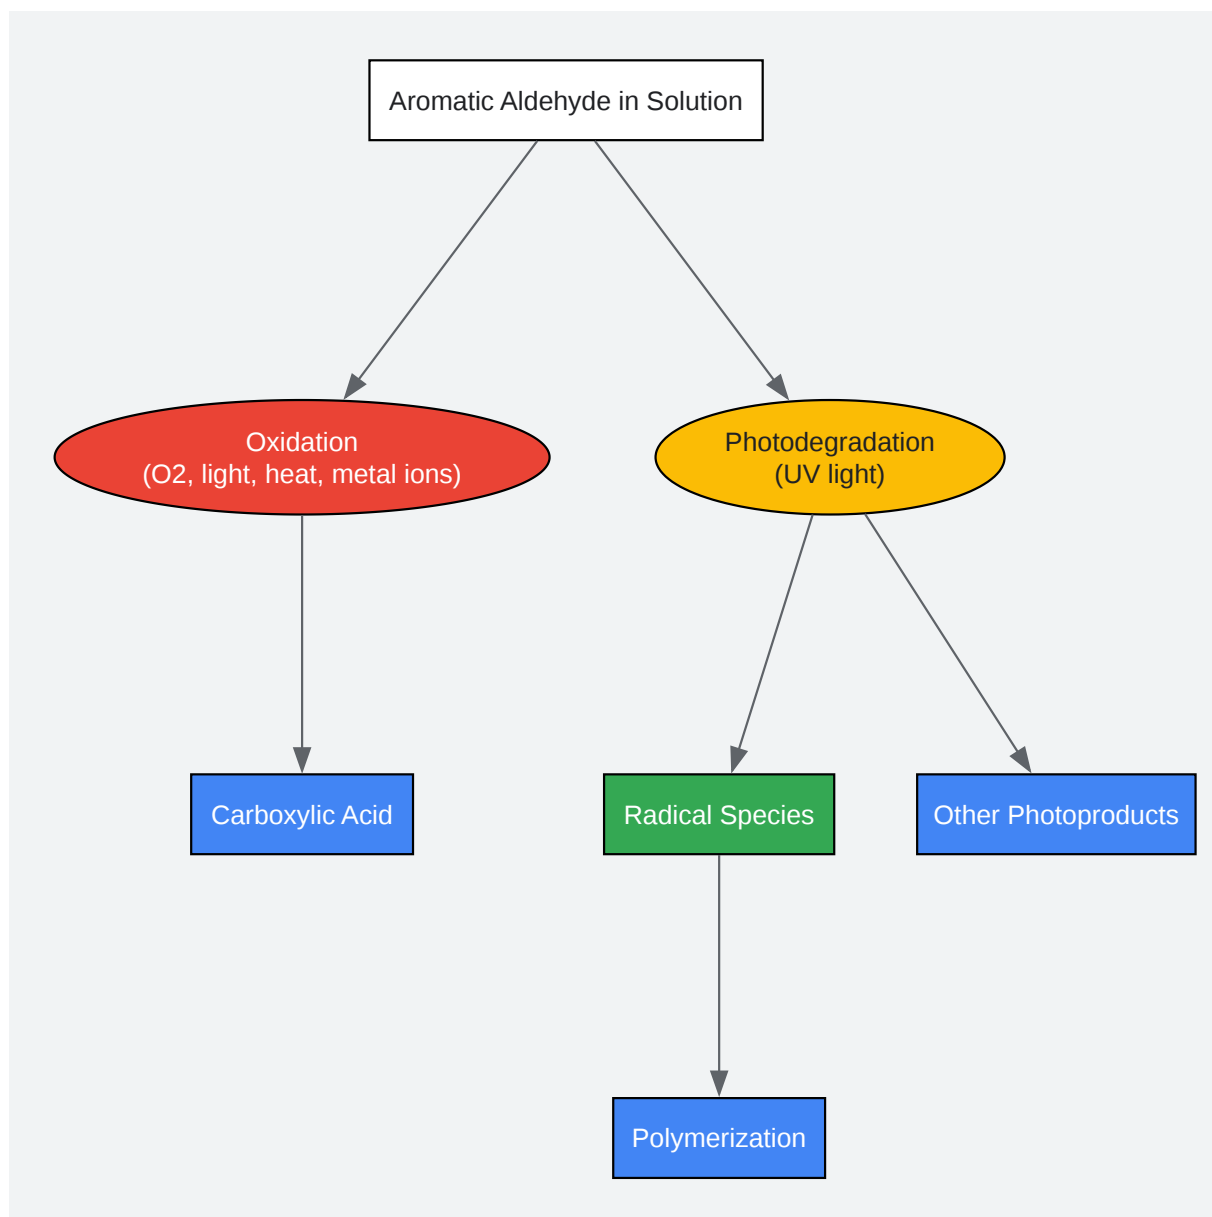 Aromatic Aldehyde in Solution
Oxidation
(O2, light, heat, metal ions)
Photodegradation
(UV light)
Carboxylic Acid
Radical Species
Other Photoproducts
Polymerization